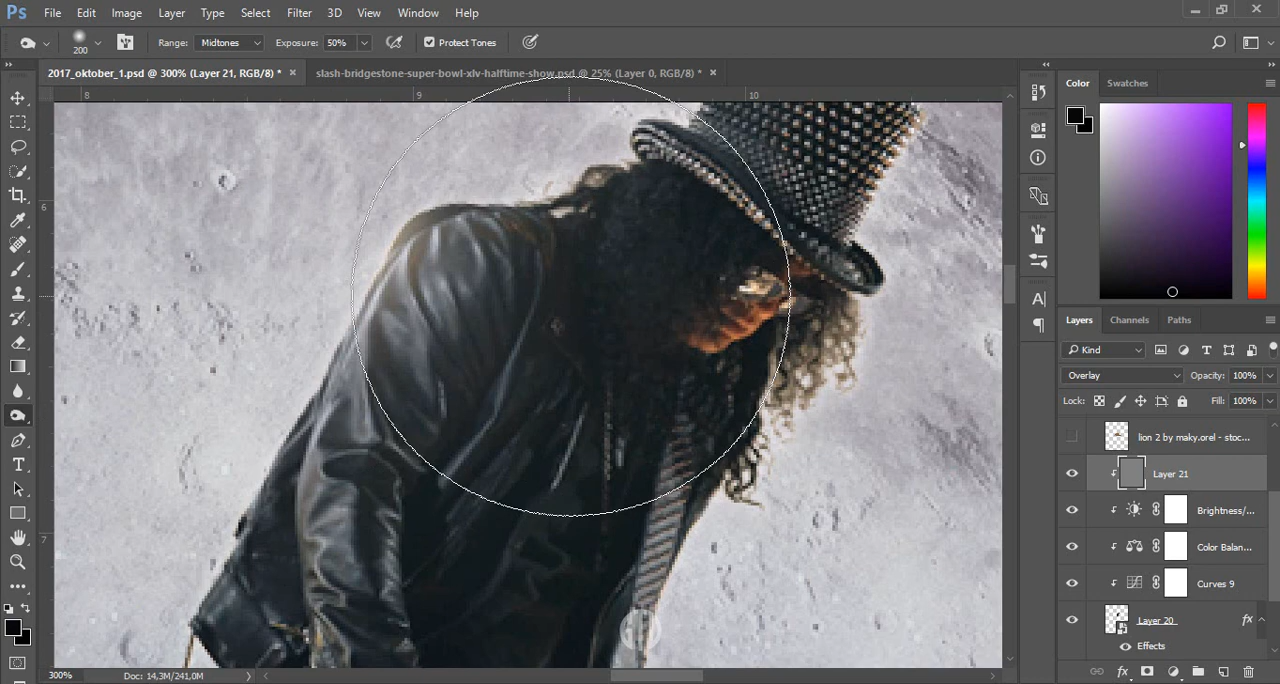 Ps File Edit Image Layer Type Select Filter 3D View Window Help
200 Range: Midtones Exposure: 50% Protect Tones
2017_oktober_1.psd @ 300% (Layer 21, RGB/8) * × slash-bridgestone-super-bowl-xlv-halftime-show.psd @ 25% (Layer 0, RGB/8) * ×
8 9 10
6
7
Color Swatches
Layers Channels Paths
Kind
Overlay Opacity: 100%
Lock: Fill: 100%
lion 2 by maky.orel - stoc...
Layer 21
Brightness/...
Color Balan...
Curves 9
Layer 20 fx
Effects
300% Doc: 14,3M/241,0M